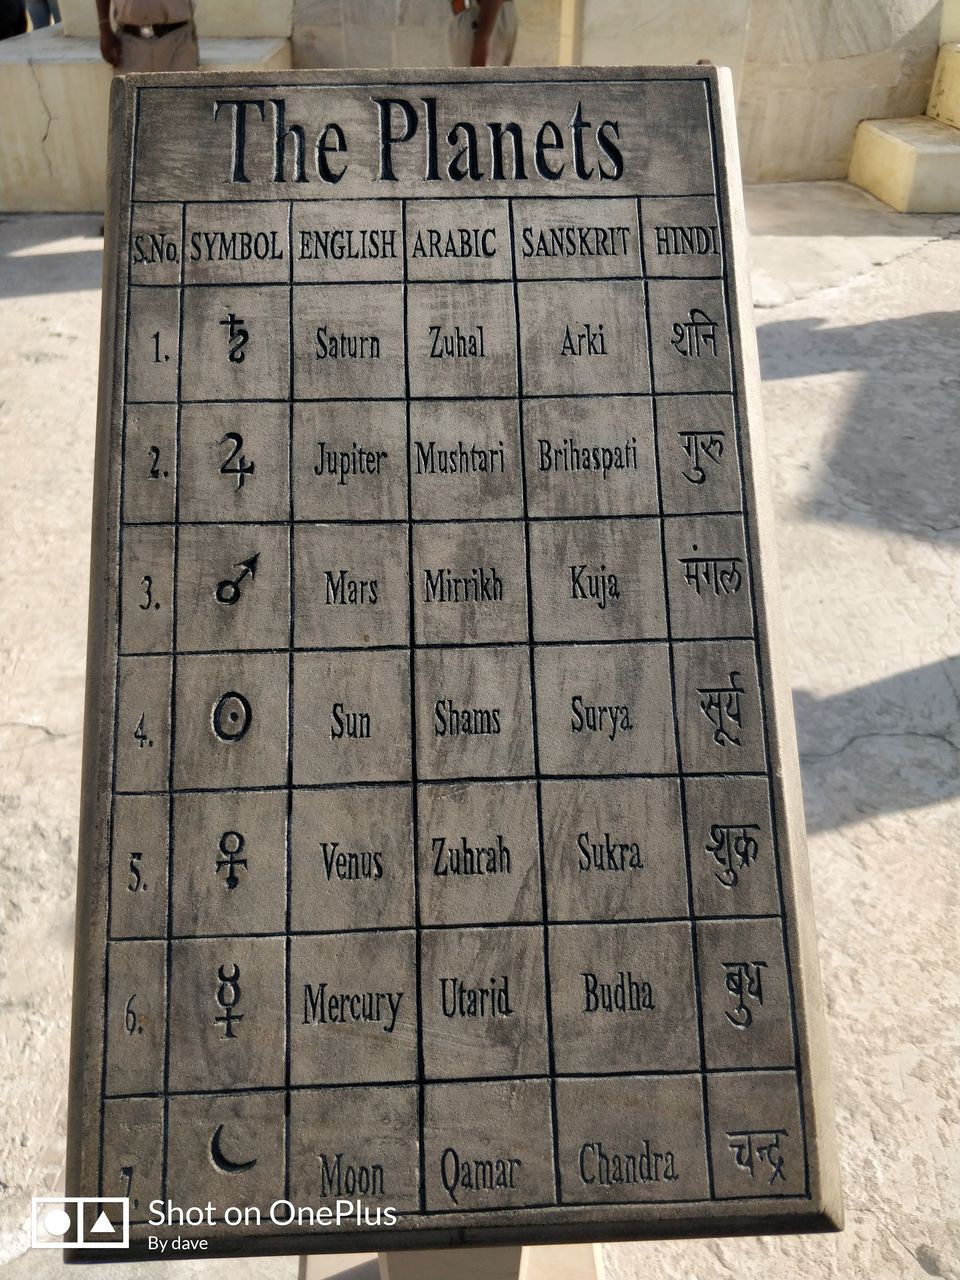 The Planets
S.No. SYMBOL ENGLISH ARABIC SANSKRIT HINDI
1. ♄ Saturn Zuhal Arki शनि
2. ♃ Jupiter Mushtari Brihaspati गुरु
3. ♂ Mars Mirrikh Kuja मंगल
4. ☉ Sun Shams Surya सूर्य
5. ♀ Venus Zuhrah Sukra शुक्र
6. ☿ Mercury Utarid Budha बुध
7. ☾ Moon Qamar Chandra चन्द्र
Shot on OnePlus
By dave